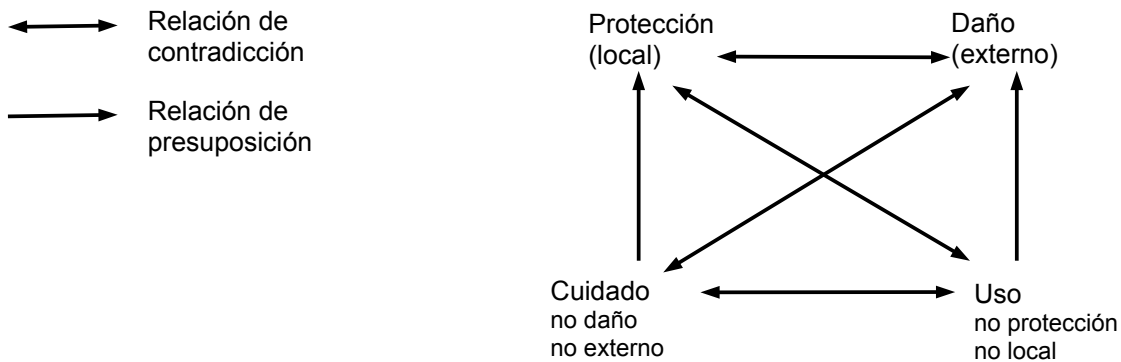 Relación de
contradicción
Relación de
presuposición
Protección
(local)
Daño
(externo)
Cuidado
no daño
no externo
Uso
no protección
no local